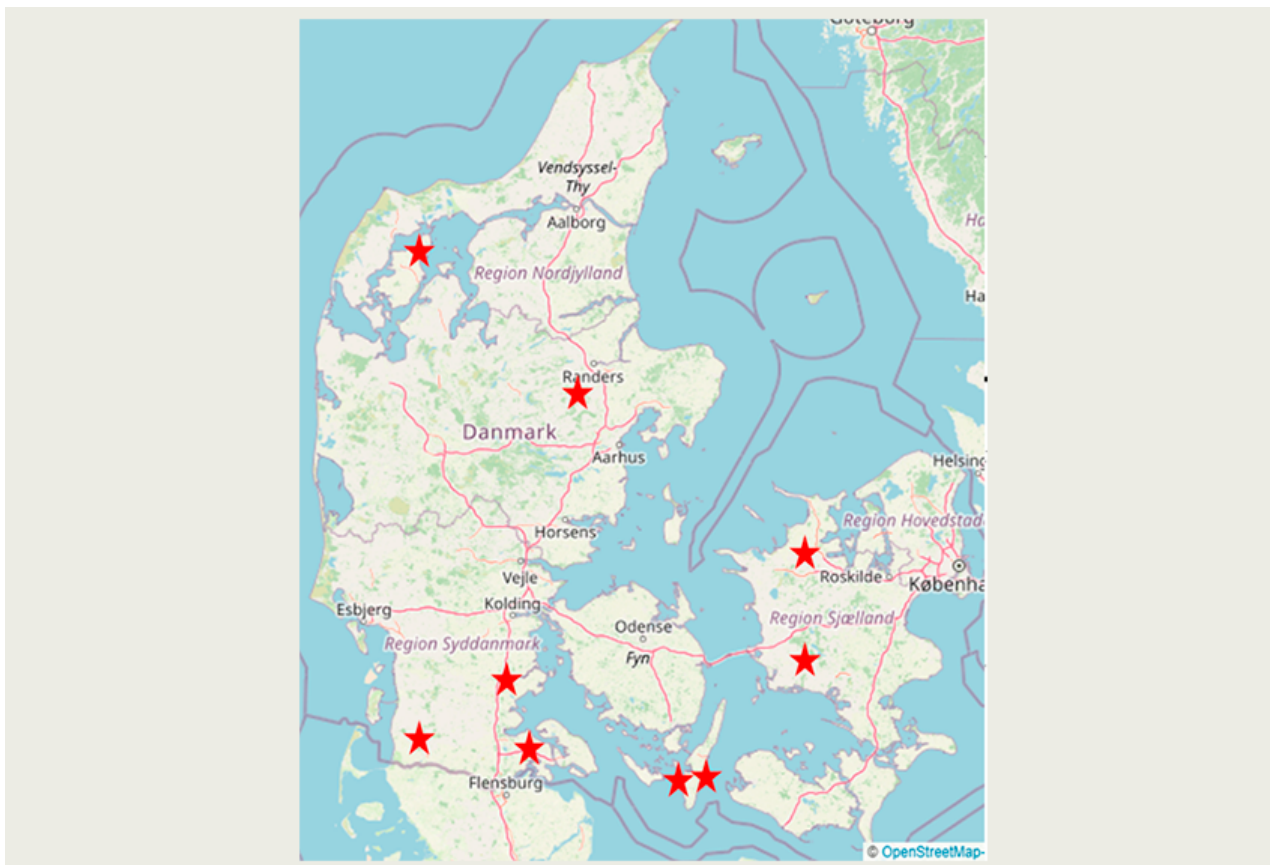 Göteborg
Vendsyssel-
Thy
Aalborg
Ha
Region Nordjylland
Ha
Randers
Danmark
Aarhus
Helsing
Horsens
Region Hovedstad
Vejle
Roskilde
Københa
Kolding
Esbjerg
Odense
Region Sjælland
Region Syddanmark
Fyn
Flensburg
© OpenStreetMap-